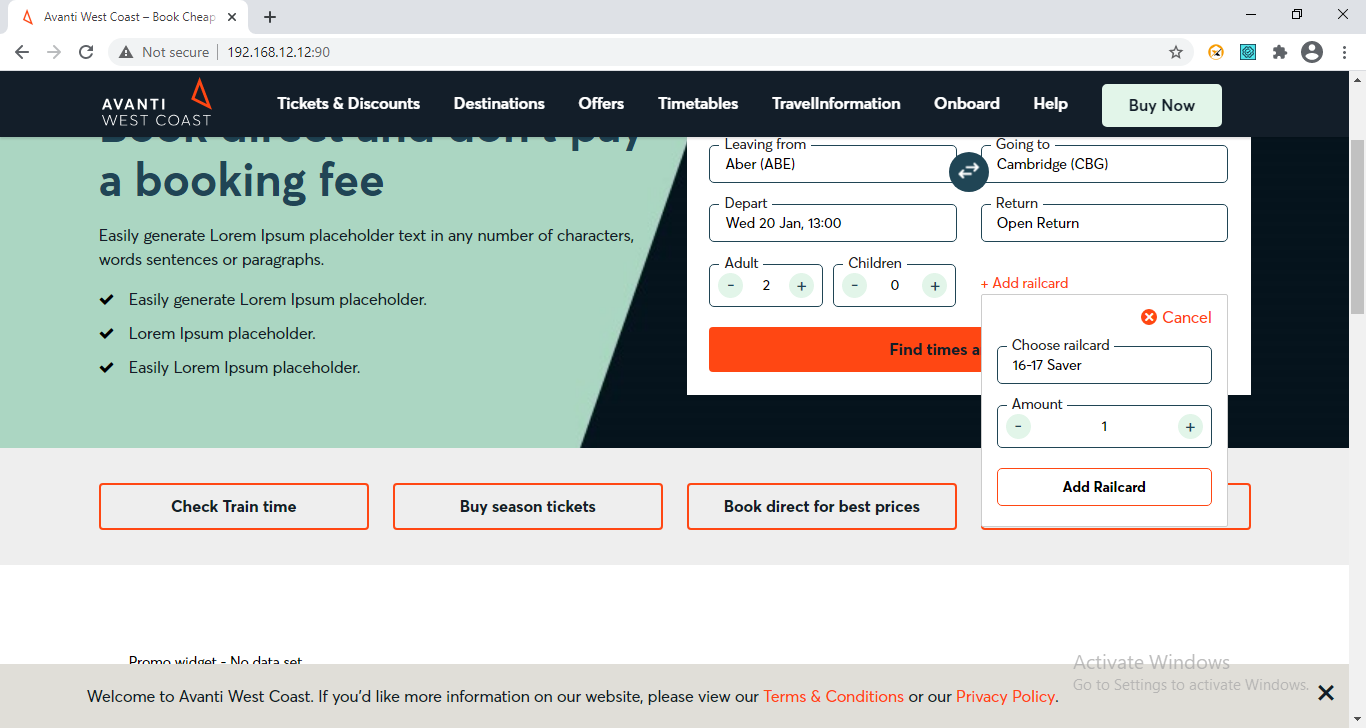 Avanti West Coast – Book Cheap
Not secure
192.168.12.12:90
AVANTI
WEST COAST
Tickets & Discounts
Destinations
Offers
Timetables
TravelInformation
Onboard
Help
Buy Now
Book direct and don't pay
a booking fee
Easily generate Lorem Ipsum placeholder text in any number of characters,
words sentences or paragraphs.
Easily generate Lorem Ipsum placeholder.
Lorem Ipsum placeholder.
Easily Lorem Ipsum placeholder.
Leaving from
Aber (ABE)
Going to
Cambridge (CBG)
Depart
Wed 20 Jan, 13:00
Return
Open Return
Adult
- 2 +
Children
- 0 +
+ Add railcard
Find times a
Cancel
Choose railcard
16-17 Saver
Amount
- 1 +
Add Railcard
Check Train time
Buy season tickets
Book direct for best prices
Promo widget - No data set
Activate Windows
Go to Settings to activate Windows.
Welcome to Avanti West Coast. If you'd like more information on our website, please view our Terms & Conditions or our Privacy Policy.